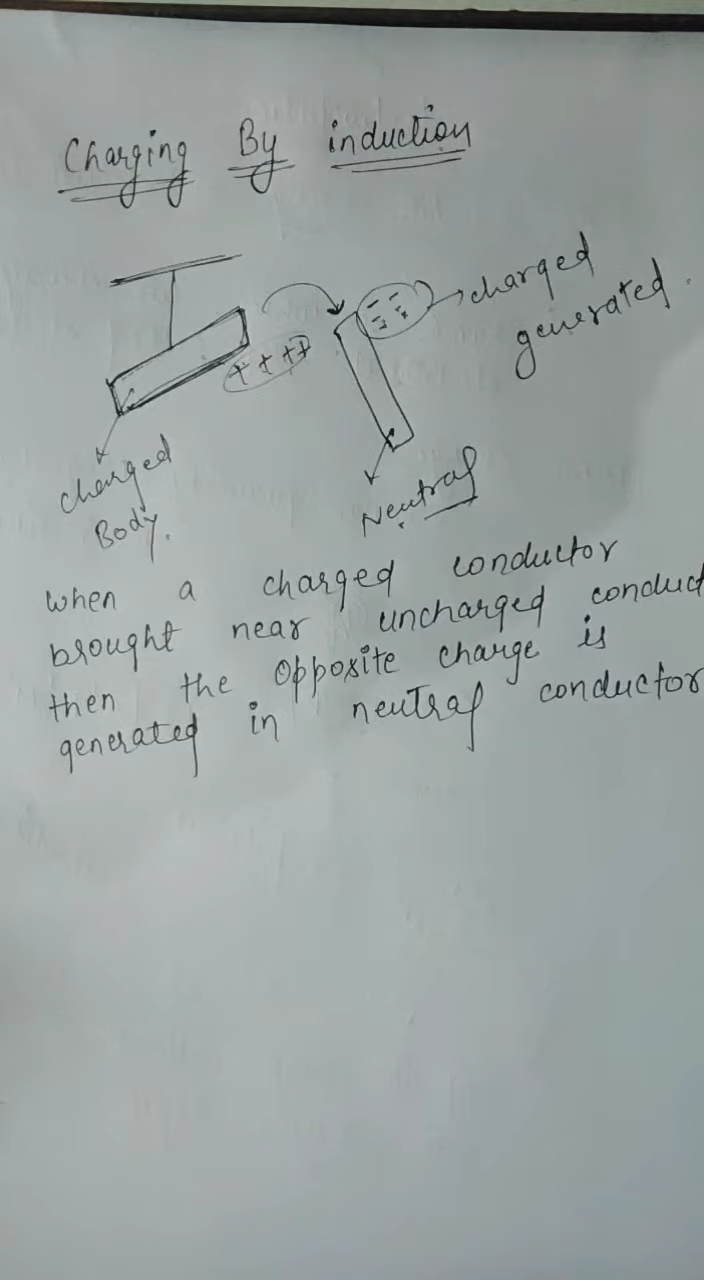 Charging By induction
+ + + +
- - - -
charged
generated.
charged
Body.
Neutral
when a charged conductor
brought near uncharged conduct
then the opposite charge is
generated in neutral conductor